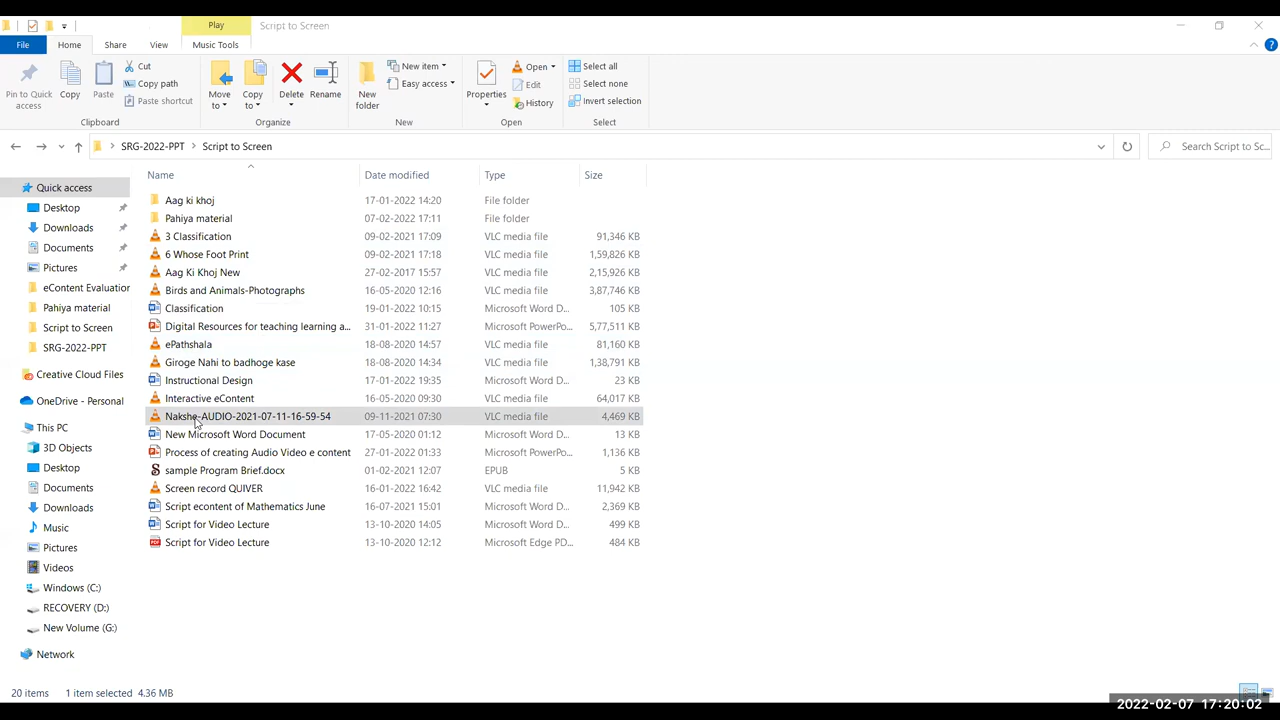 Play
Script to Screen
File Home Share View Music Tools
Pin to Quick access
Copy
Paste
Cut
Copy path
Paste shortcut
Clipboard
Move to
Copy to
Delete
Rename
Organize
New folder
New item
Easy access
New
Properties
Open
Edit
History
Open
Select all
Select none
Invert selection
Select
SRG-2022-PPT > Script to Screen
Search Script to Sc...
Name Date modified Type Size
Quick access
Desktop
Downloads
Documents
Pictures
eContent Evaluation
Pahiya material
Script to Screen
SRG-2022-PPT
Creative Cloud Files
OneDrive - Personal
This PC
3D Objects
Desktop
Documents
Downloads
Music
Pictures
Videos
Windows (C:)
RECOVERY (D:)
New Volume (G:)
Network
Aag ki khoj 17-01-2022 14:20 File folder
Pahiya material 07-02-2022 17:11 File folder
3 Classification 09-02-2021 17:09 VLC media file 91,346 KB
6 Whose Foot Print 09-02-2021 17:18 VLC media file 1,59,826 KB
Aag Ki Khoj New 27-02-2017 15:57 VLC media file 2,15,926 KB
Birds and Animals-Photographs 16-05-2020 12:16 VLC media file 3,87,746 KB
Classification 19-01-2022 10:15 Microsoft Word D... 105 KB
Digital Resources for teaching learning a... 31-01-2022 11:27 Microsoft PowerPo... 5,77,511 KB
ePathshala 18-08-2020 14:57 VLC media file 81,160 KB
Giroge Nahi to badhoge kase 18-08-2020 14:34 VLC media file 1,38,791 KB
Instructional Design 17-01-2022 19:35 Microsoft Word D... 23 KB
Interactive eContent 16-05-2020 09:30 VLC media file 64,017 KB
Nakshe-AUDIO-2021-07-11-16-59-54 09-11-2021 07:30 VLC media file 4,469 KB
New Microsoft Word Document 17-05-2020 01:12 Microsoft Word D... 13 KB
Process of creating Audio Video e content 27-01-2022 01:33 Microsoft PowerPo... 1,136 KB
sample Program Brief.docx 01-02-2021 12:07 EPUB 5 KB
Screen record QUIVER 16-01-2022 16:42 VLC media file 11,942 KB
Script econtent of Mathematics June 16-07-2021 15:01 Microsoft Word D... 2,369 KB
Script for Video Lecture 13-10-2020 14:05 Microsoft Word D... 499 KB
Script for Video Lecture 13-10-2020 12:12 Microsoft Edge PD... 484 KB
20 items 1 item selected 4.36 MB
2022-02-07 17:20:02